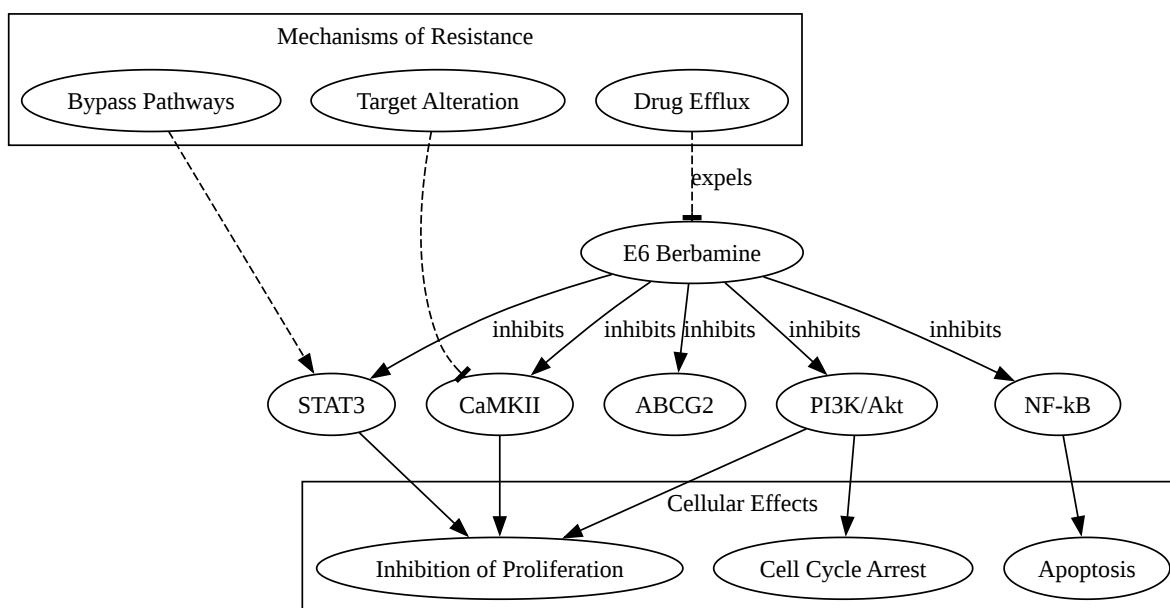 Mechanisms of Resistance
Bypass Pathways
Target Alteration
Drug Efflux
expels
E6 Berbamine
inhibits
inhibits
inhibits
inhibits
inhibits
STAT3
CaMKII
ABCG2
PI3K/Akt
NF-kB
Cellular Effects
Inhibition of Proliferation
Cell Cycle Arrest
Apoptosis